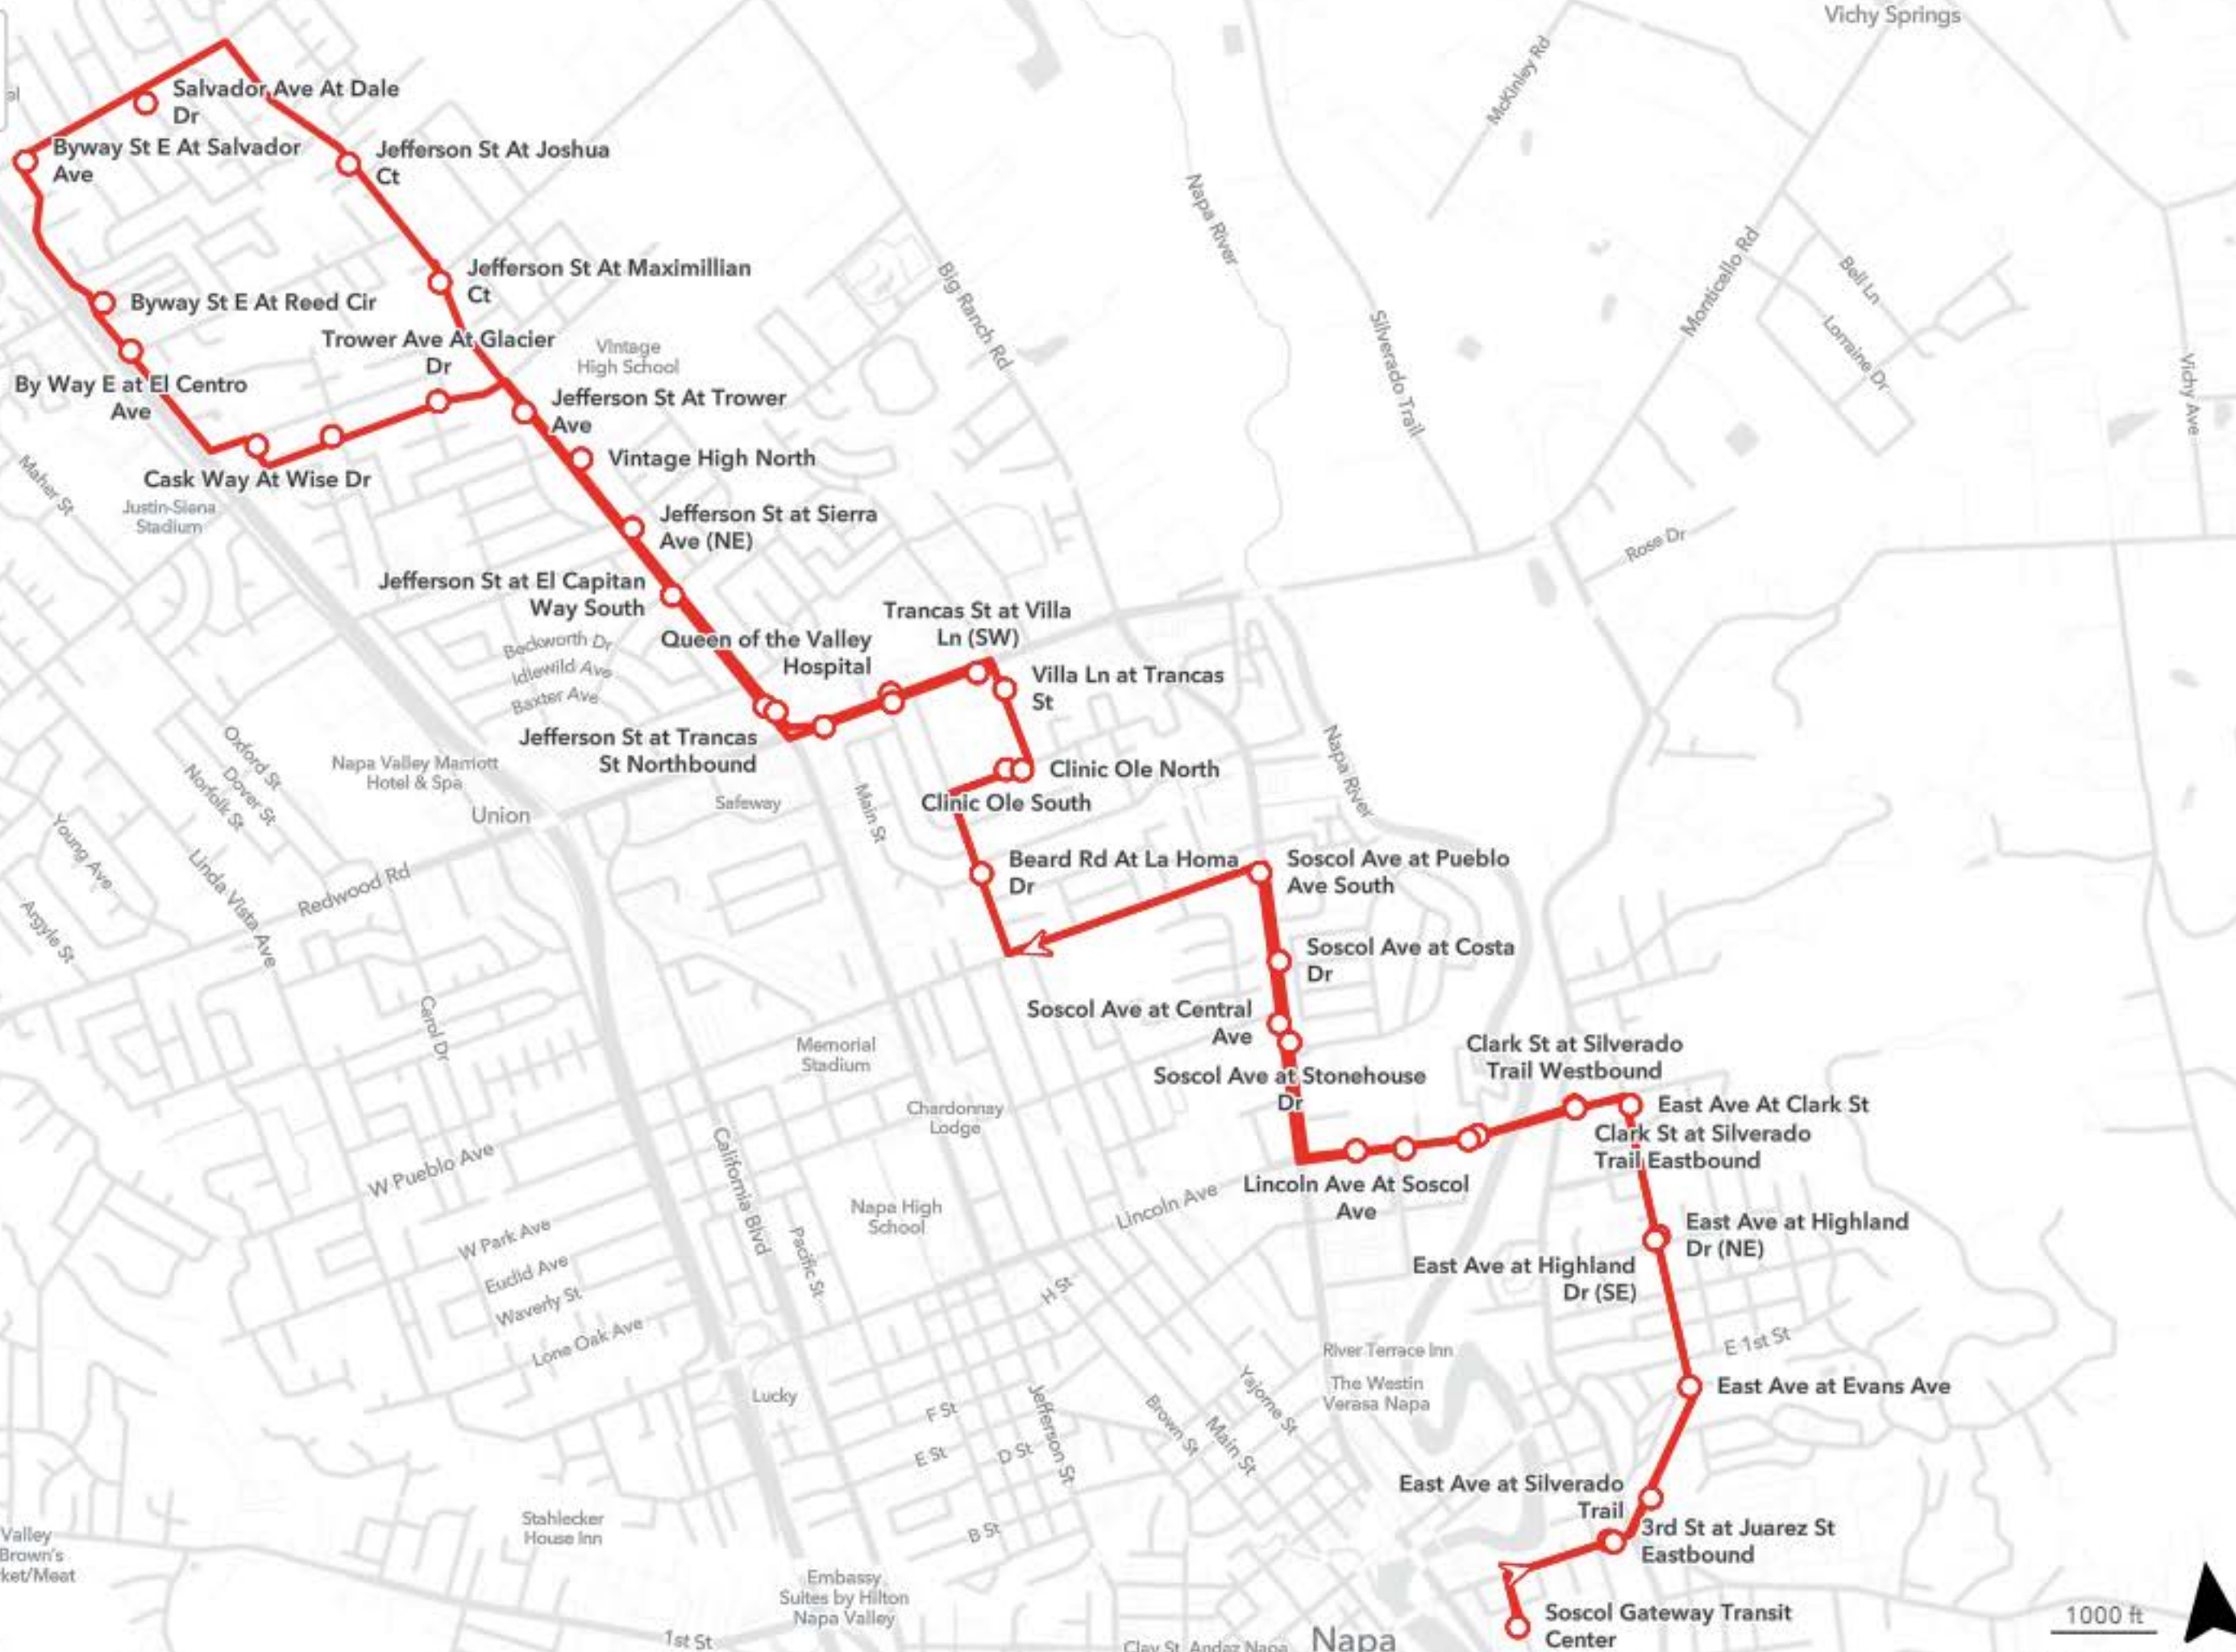 Vichy Springs
McKinley Rd
Salvador Ave At Dale
Dr
al
Byway St E At Salvador
Ave
Jefferson St At Joshua
Ct
Napa River
Big Ranch Rd
Monticello Rd
Bell Ln
Lorraine Dr
Silverado Trail
Vichy Ave
Jefferson St At Maximillian
Ct
Byway St E At Reed Cir
Trower Ave At Glacier
Dr
Vintage
High School
By Way E at El Centro
Ave
Jefferson St At Trower
Ave
Vintage High North
Cask Way At Wise Dr
Maher St
Justin-Siena
Stadium
Jefferson St at Sierra
Ave (NE)
Rose Dr
Jefferson St at El Capitan
Way South
Beckworth Dr
Idlewild Ave
Baxter Ave
Queen of the Valley
Hospital
Trancas St at Villa
Ln (SW)
Villa Ln at Trancas
St
Jefferson St at Trancas
St Northbound
Oxford St
Dover St
Norfolk St
Napa Valley Marriott
Hotel & Spa
Union
Safeway
Main St
Clinic Ole North
Clinic Ole South
Napa River
Young Ave
Argyle St
Linda Vista Ave
Redwood Rd
Beard Rd At La Homa
Dr
Soscol Ave at Pueblo
Ave South
Soscol Ave at Costa
Dr
Carol Dr
Soscol Ave at Central
Ave
Memorial
Stadium
Soscol Ave at Stonehouse
Dr
Clark St at Silverado
Trail Westbound
East Ave At Clark St
Clark St at Silverado
Trail Eastbound
Chardonnay
Lodge
W Pueblo Ave
California Blvd
Pacific St
Napa High
School
Lincoln Ave
Lincoln Ave At Soscol
Ave
East Ave at Highland
Dr (NE)
East Ave at Highland
Dr (SE)
W Park Ave
Euclid Ave
Waverly St
Lone Oak Ave
H St
E 1st St
River Terrace Inn
The Westin
Verasa Napa
Lucky
F St
E St
D St
Jefferson St
Brown St
Main St
Yajome St
East Ave at Evans Ave
East Ave at Silverado
Trail
3rd St at Juarez St
Eastbound
Stahlecker
House Inn
B St
Valley
Brown's
ket/Meat
Embassy
Suites by Hilton
Napa Valley
Soscol Gateway Transit
Center
1000 ft
1st St
Clay St
Andaz Napa
Napa